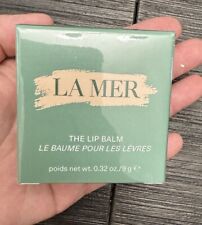 LA MER
THE LIP BALM
LE BAUME POUR LES LÈVRES
poids net wt. 0.32 oz./9 g ℮